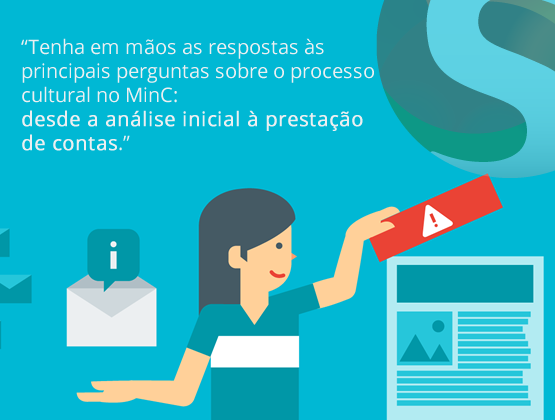 “Tenha em mãos as respostas às
principais perguntas sobre o processo
cultural no MinC:
desde a análise inicial à prestação
de contas.”
S
i
!